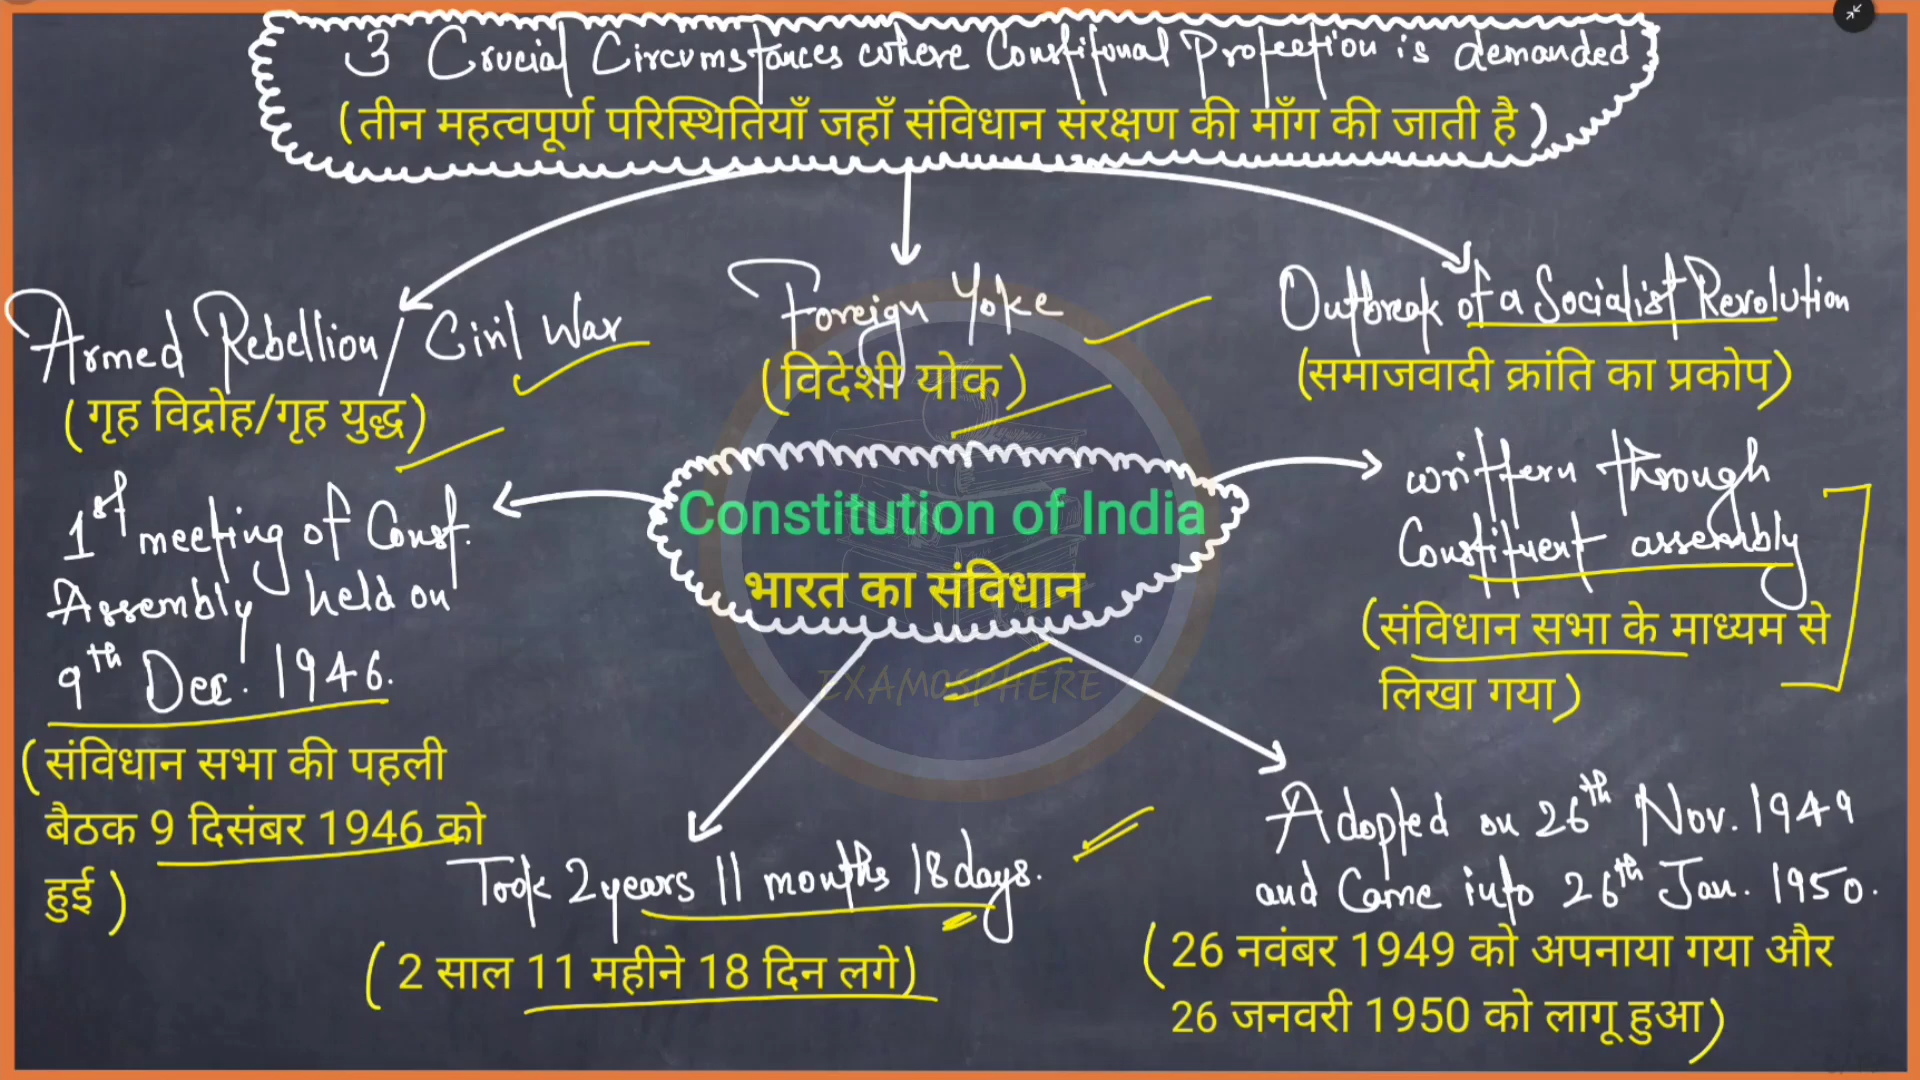 3 Crucial Circumstances where Constitunal Protection is demanded
(तीन महत्वपूर्ण परिस्थितियाँ जहाँ संविधान संरक्षण की माँग की जाती है)
Armed Rebellion / Civil War
(गृह विद्रोह/गृह युद्ध)
Foreign Yoke
(विदेशी योक)
Outbreak of a Socialist Revolution
(समाजवादी क्रांति का प्रकोप)
Constitution of India
भारत का संविधान
1st meeting of Const.
Assembly held on
9th Dec. 1946.
(संविधान सभा की पहली
बैठक 9 दिसंबर 1946 को
हुई)
writtern through
Constituent assembly
(संविधान सभा के माध्यम से
लिखा गया)
EXAMOSPHERE
Took 2 years 11 months 18 days.
(2 साल 11 महीने 18 दिन लगे)
Adopted on 26th Nov. 1949
and Came into 26th Jan. 1950.
(26 नवंबर 1949 को अपनाया गया और
26 जनवरी 1950 को लागू हुआ)